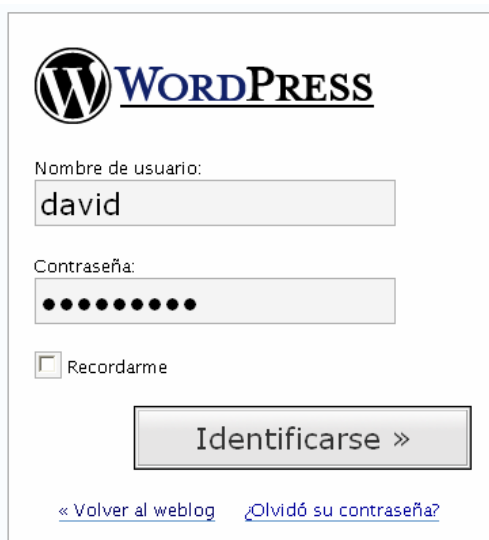 WORDPRESS
Nombre de usuario:
david
Contraseña:
●●●●●●●●●
Recordarme
Identificarse »
« Volver al weblog ¿Olvidó su contraseña?